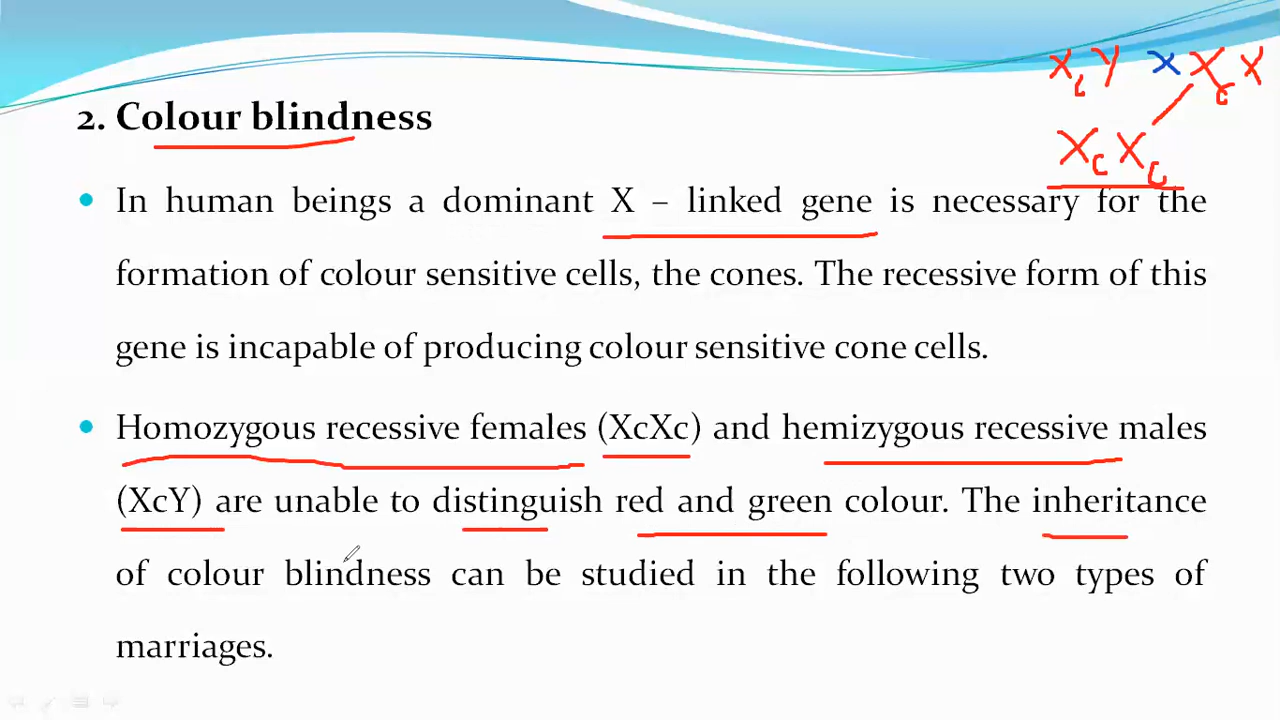 XcY X XcX
XcXc
2. Colour blindness
• In human beings a dominant X – linked gene is necessary for the
formation of colour sensitive cells, the cones. The recessive form of this
gene is incapable of producing colour sensitive cone cells.
• Homozygous recessive females (XcXc) and hemizygous recessive males
(XcY) are unable to distinguish red and green colour. The inheritance
of colour blindness can be studied in the following two types of
marriages.